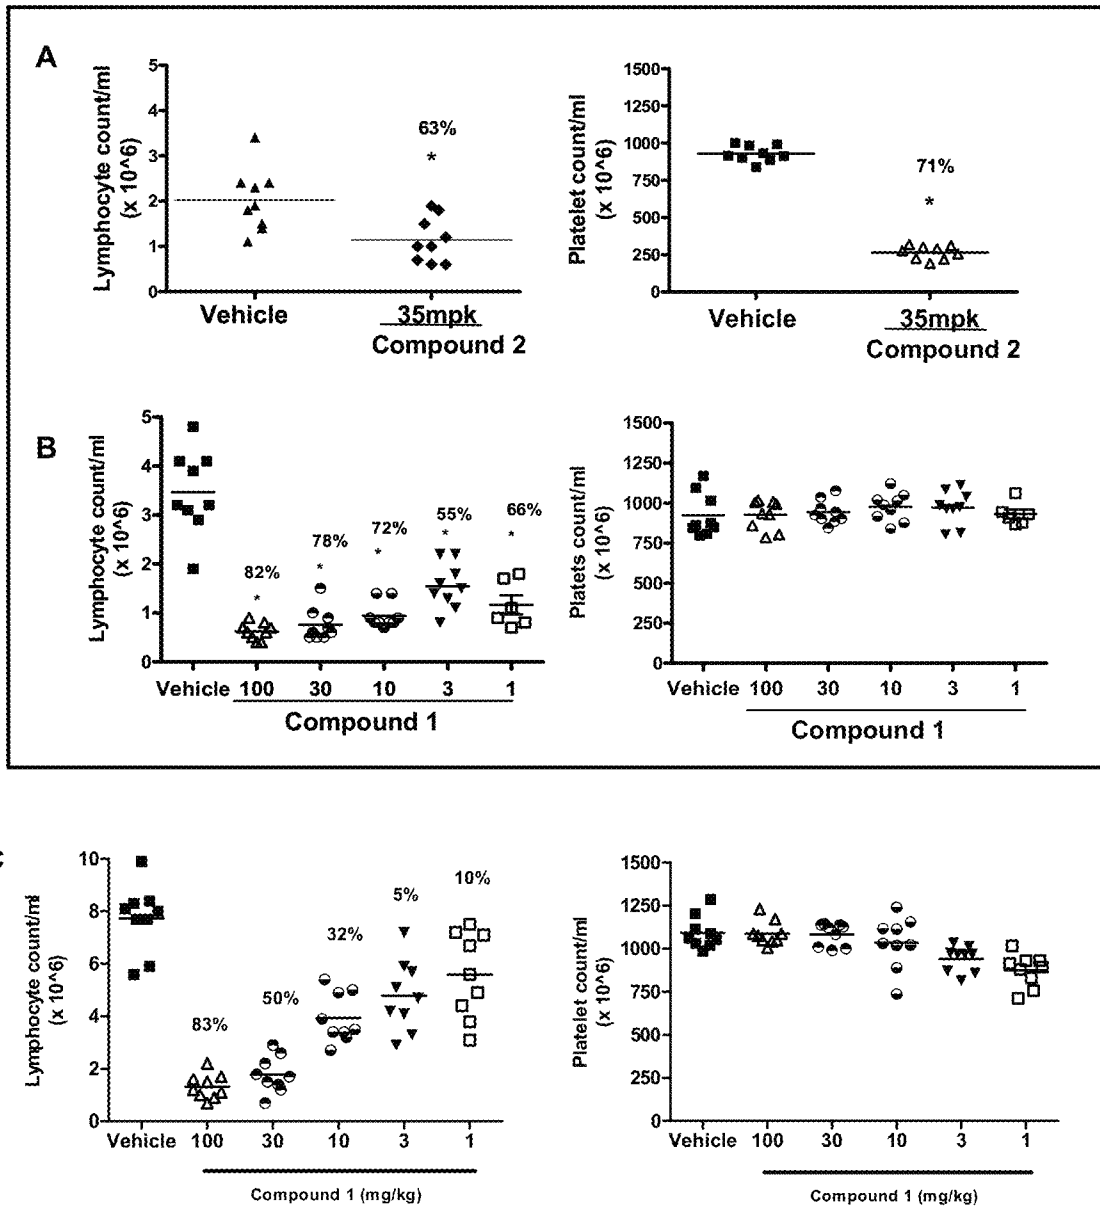 A
Lymphocyte count/ml
(x 10^6)
5
4
3
2
1
0
63%
*
Vehicle
35mpk
Compound 2
Platelet count/ml
(x 10^6)
1500
1250
1000
750
500
250
0
71%
*
Vehicle
35mpk
Compound 2
B
Lymphocyte count/ml
(x 10^6)
5
4
3
2
1
0
82%
*
78%
*
72%
*
55%
*
66%
*
Vehicle 100 30 10 3 1
Compound 1
Platets count/ml
(x 10^6)
1500
1250
1000
750
500
250
0
Vehicle 100 30 10 3 1
Compound 1
Lymphocyte count/ml
(x 10^6)
10
8
6
4
2
0
83%
50%
32%
5%
10%
Vehicle 100 30 10 3 1
Compound 1 (mg/kg)
Platelet count/ml
(x 10^6)
1500
1250
1000
750
500
250
0
Vehicle 100 30 10 3 1
Compound 1 (mg/kg)